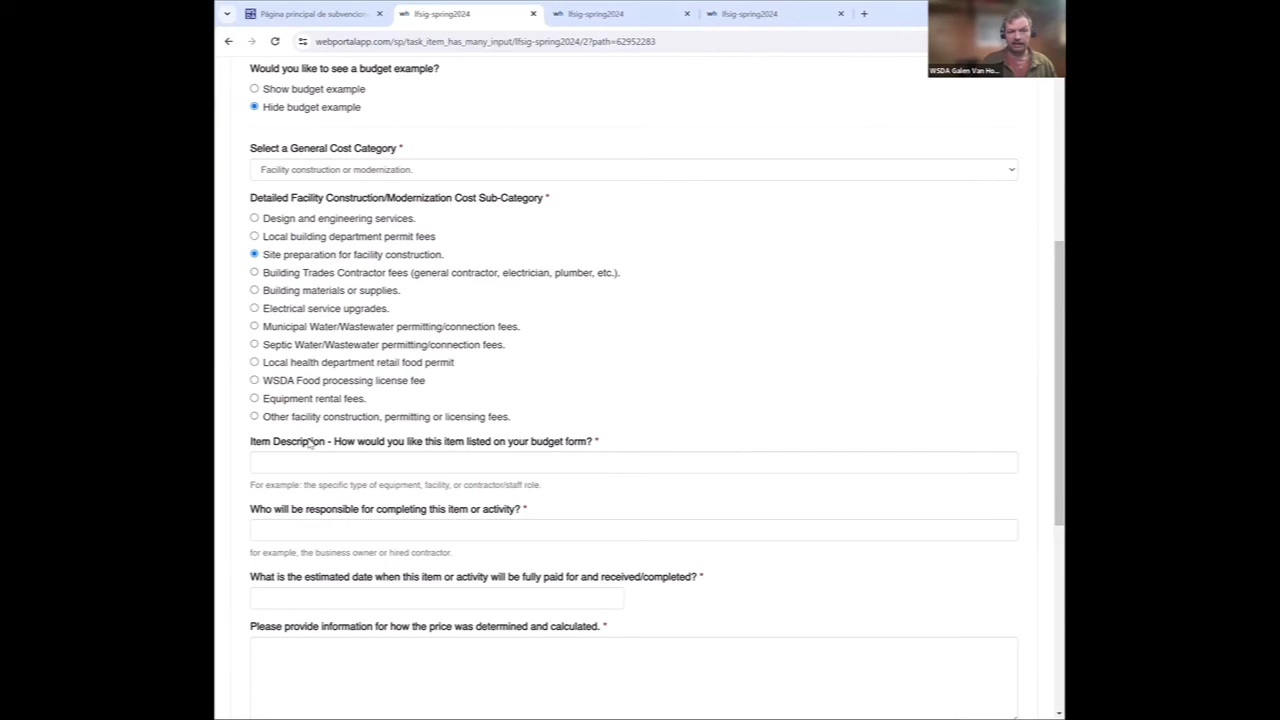 Página principal de subvencion
lfsig-spring2024
lfsig-spring2024
lfsig-spring2024
webportalapp.com/sp/task_item_has_many_input/lfsig-spring2024/2?path=62952283
WSDA Galen Van Ho...
Would you like to see a budget example?
Show budget example
Hide budget example
Select a General Cost Category *
Facility construction or modernization.
Detailed Facility Construction/Modernization Cost Sub-Category *
Design and engineering services.
Local building department permit fees
Site preparation for facility construction.
Building Trades Contractor fees (general contractor, electrician, plumber, etc.).
Building materials or supplies.
Electrical service upgrades.
Municipal Water/Wastewater permitting/connection fees.
Septic Water/Wastewater permitting/connection fees.
Local health department retail food permit
WSDA Food processing license fee
Equipment rental fees.
Other facility construction, permitting or licensing fees.
Item Description - How would you like this item listed on your budget form? *
For example: the specific type of equipment, facility, or contractor/staff role.
Who will be responsible for completing this item or activity? *
for example, the business owner or hired contractor.
What is the estimated date when this item or activity will be fully paid for and received/completed? *
Please provide information for how the price was determined and calculated. *